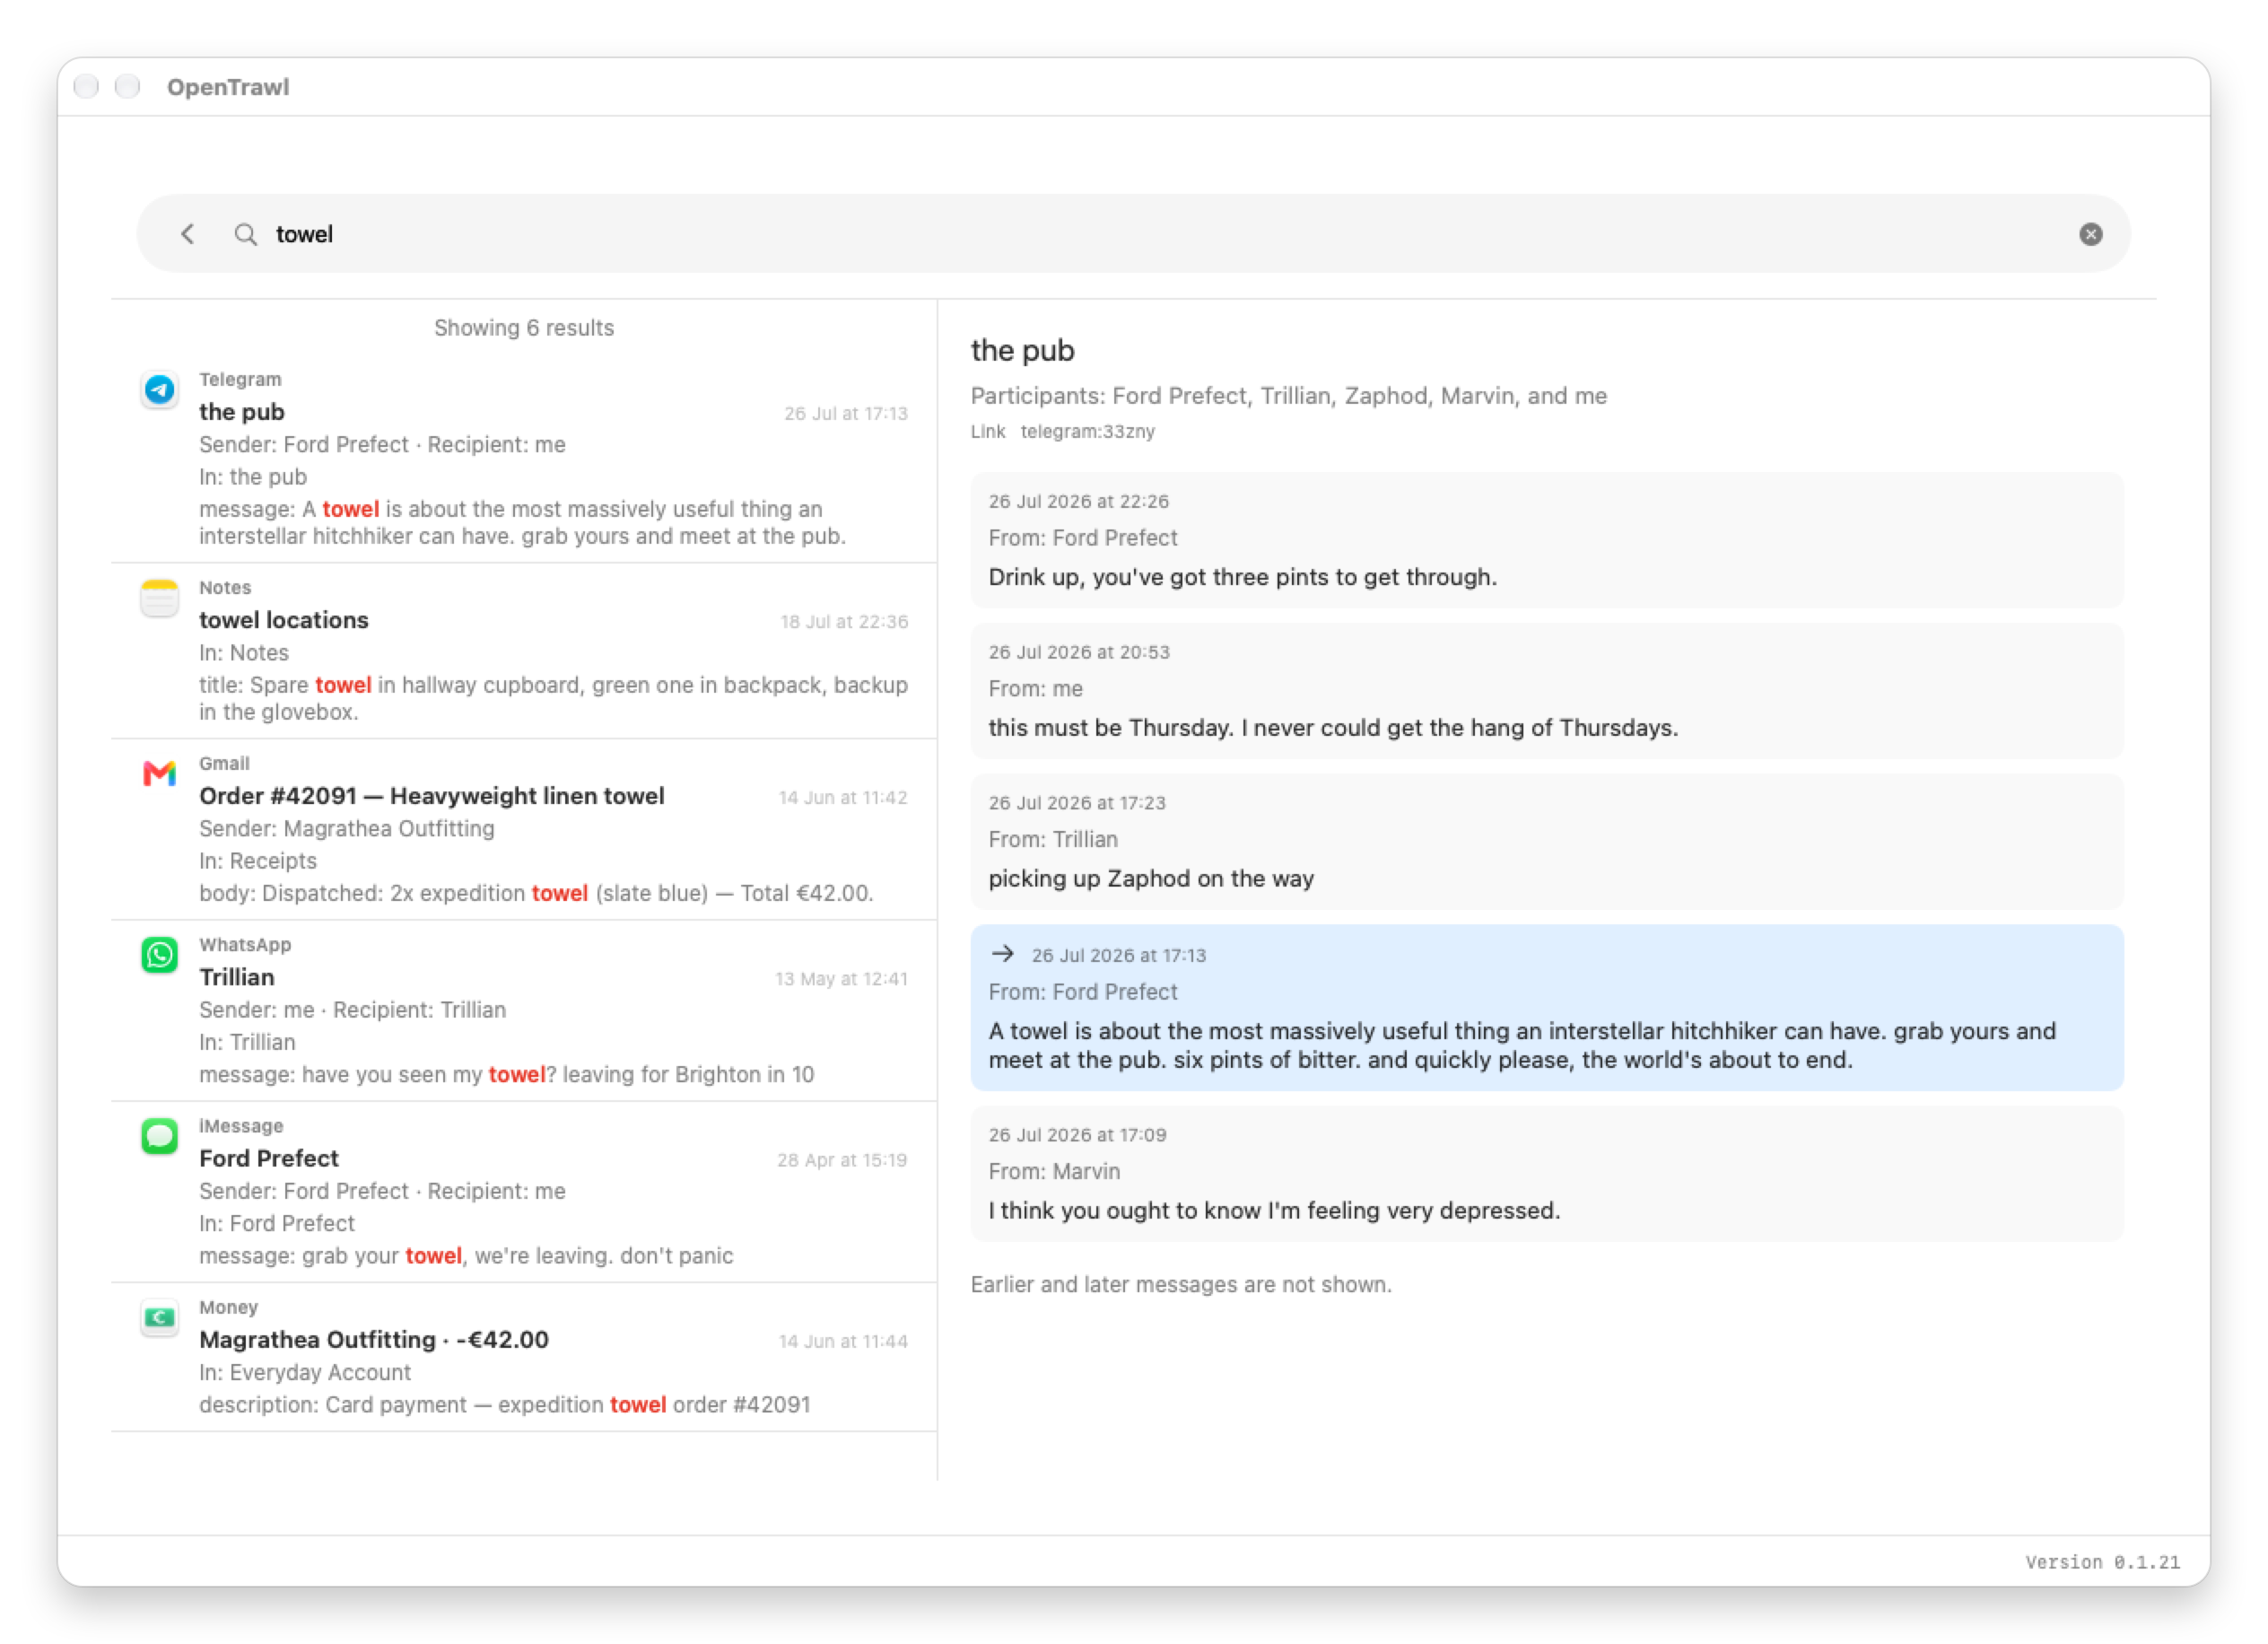 OpenTrawl
towel
Showing 6 results
Telegram
the pub
26 Jul at 17:13
Sender: Ford Prefect · Recipient: me
In: the pub
message: A towel is about the most massively useful thing an
interstellar hitchhiker can have. grab yours and meet at the pub.
Notes
towel locations
18 Jul at 22:36
In: Notes
title: Spare towel in hallway cupboard, green one in backpack, backup
in the glovebox.
Gmail
Order #42091 — Heavyweight linen towel
14 Jun at 11:42
Sender: Magrathea Outfitting
In: Receipts
body: Dispatched: 2x expedition towel (slate blue) — Total €42.00.
WhatsApp
Trillian
13 May at 12:41
Sender: me · Recipient: Trillian
In: Trillian
message: have you seen my towel? leaving for Brighton in 10
iMessage
Ford Prefect
28 Apr at 15:19
Sender: Ford Prefect · Recipient: me
In: Ford Prefect
message: grab your towel, we're leaving. don't panic
Money
Magrathea Outfitting · -€42.00
14 Jun at 11:44
In: Everyday Account
description: Card payment — expedition towel order #42091
the pub
Participants: Ford Prefect, Trillian, Zaphod, Marvin, and me
Link telegram:33zny
26 Jul 2026 at 22:26
From: Ford Prefect
Drink up, you've got three pints to get through.
26 Jul 2026 at 20:53
From: me
this must be Thursday. I never could get the hang of Thursdays.
26 Jul 2026 at 17:23
From: Trillian
picking up Zaphod on the way
→ 26 Jul 2026 at 17:13
From: Ford Prefect
A towel is about the most massively useful thing an interstellar hitchhiker can have. grab yours and
meet at the pub. six pints of bitter. and quickly please, the world's about to end.
26 Jul 2026 at 17:09
From: Marvin
I think you ought to know I'm feeling very depressed.
Earlier and later messages are not shown.
Version 0.1.21